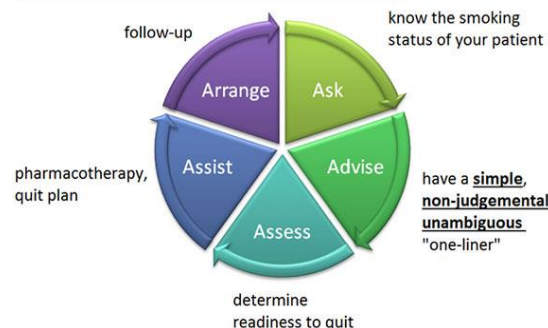 know the smoking
status of your patient
follow-up
Arrange
Ask
pharmacotherapy,
quit plan
Assist
Advise
have a simple,
non-judgemental
unambiguous
"one-liner"
Assess
determine
readiness to quit